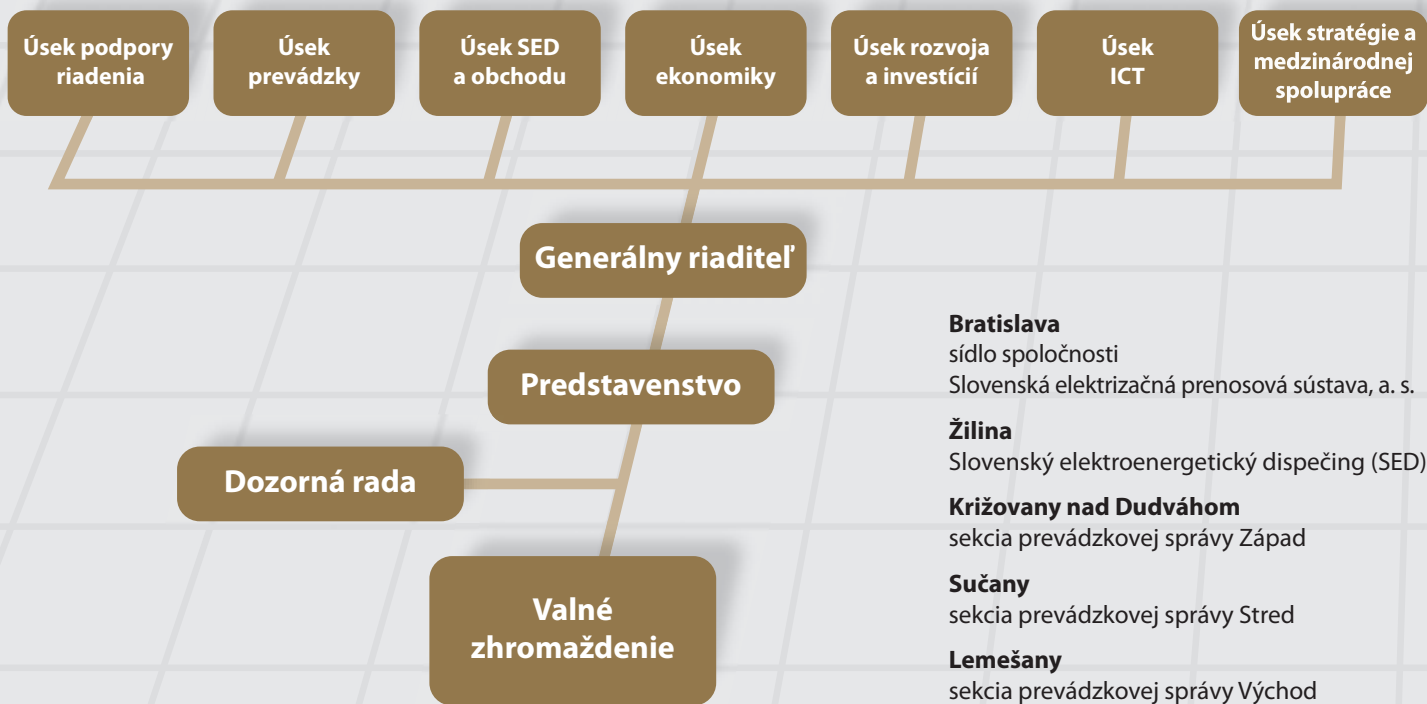 Úsek podpory
riadenia
Úsek
prevádzky
Úsek SED
a obchodu
Úsek
ekonomiky
Úsek rozvoja
a investícií
Úsek
ICT
Úsek stratégie a
medzinárodnej
spolupráce
Generálny riaditeľ
Predstavenstvo
Dozorná rada
Valné
zhromaždenie
Bratislava
sídlo spoločnosti
Slovenská elektrizačná prenosová sústava, a. s.
Žilina
Slovenský elektroenergetický dispečing (SED)
Križovany nad Dudváhom
sekcia prevádzkovej správy Západ
Sučany
sekcia prevádzkovej správy Stred
Lemešany
sekcia prevádzkovej správy Východ